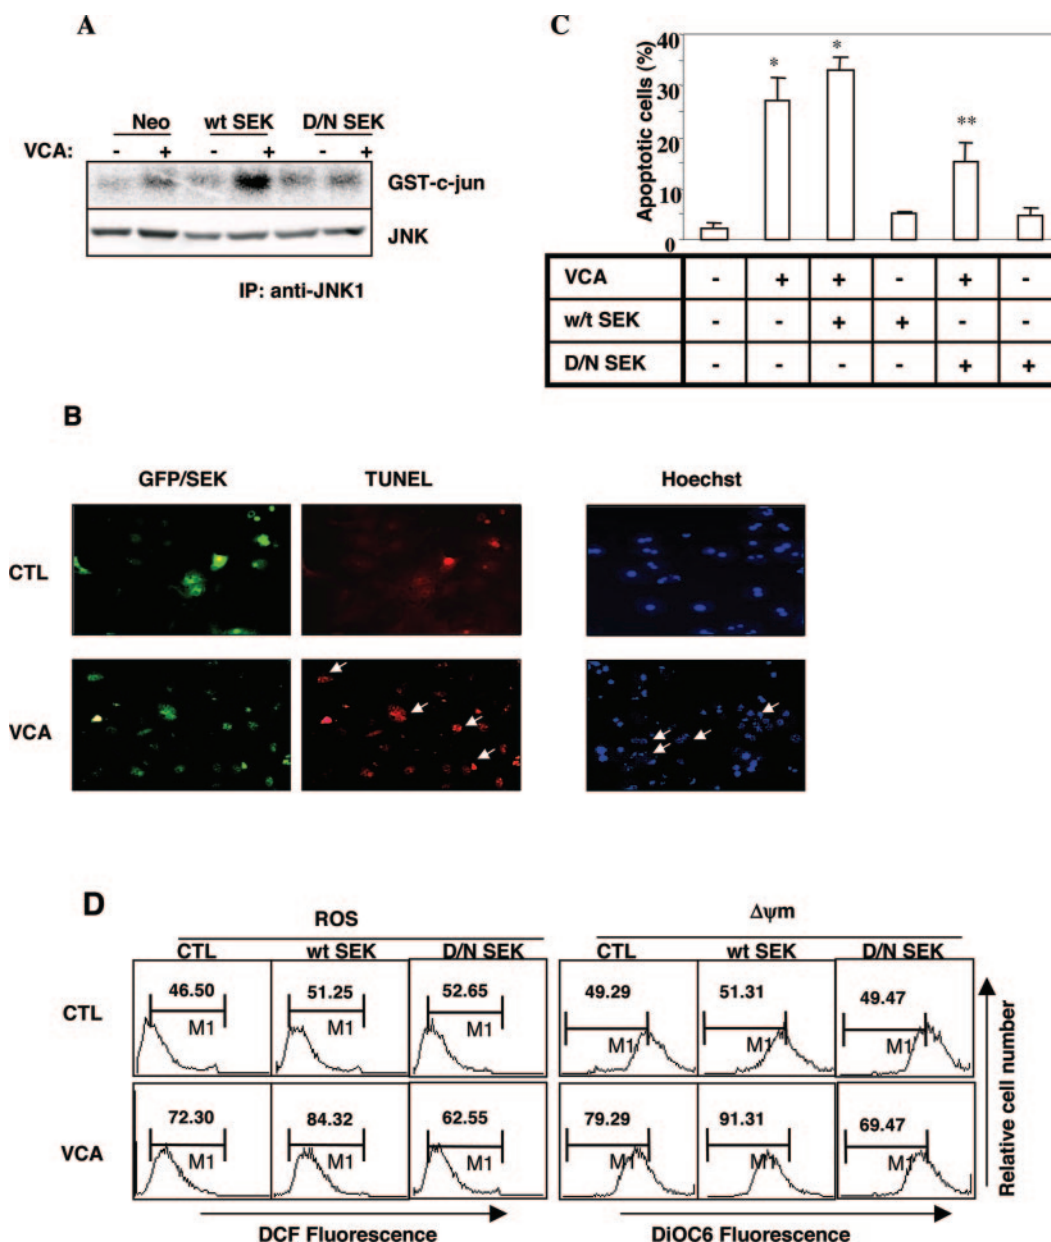 A
Neo wt SEK D/N SEK
VCA: - + - + - +
GST-c-jun
JNK
IP: anti-JNK1
C
Apoptotic cells (%)
40
30
20
10
0
* * **
VCA - + + - + -
w/t SEK - - + + - -
D/N SEK - - - - + +
B
GFP/SEK TUNEL Hoechst
CTL
VCA
D
ROS Δψm
CTL wt SEK D/N SEK CTL wt SEK D/N SEK
CTL
46.50 51.25 52.65 49.29 51.31 49.47
M1 M1 M1 M1 M1 M1
VCA
72.30 84.32 62.55 79.29 91.31 69.47
M1 M1 M1 M1 M1 M1
Relative cell number
DCF Fluorescence DiOC6 Fluorescence